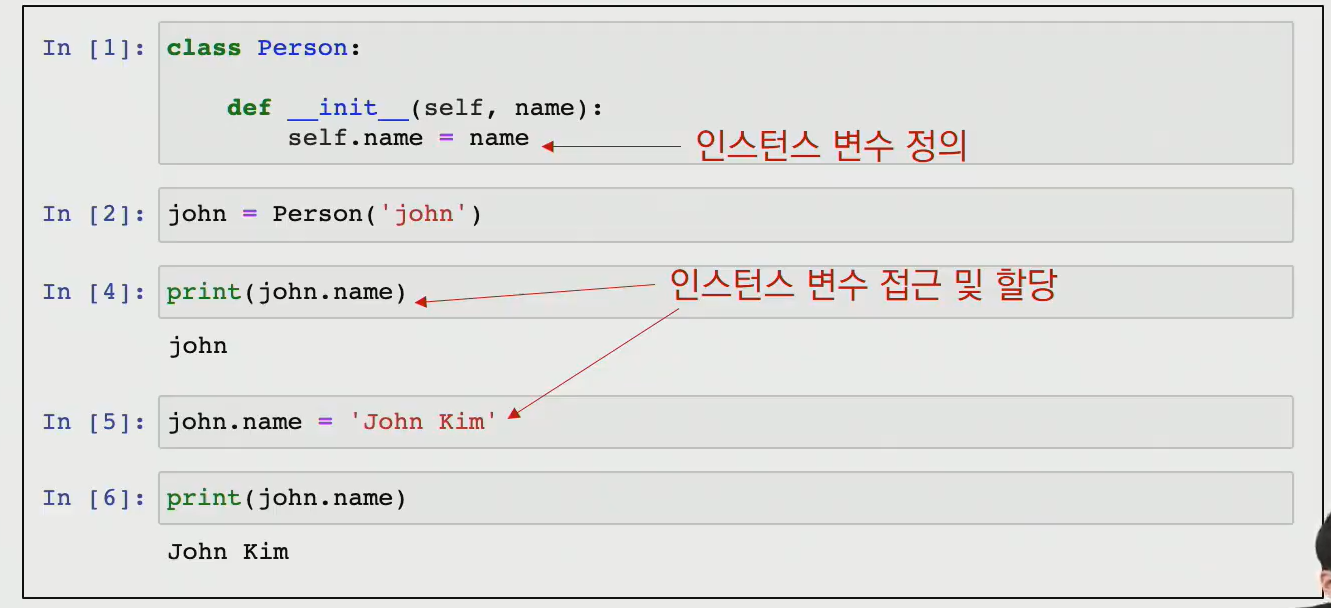 In [1]: class Person:
def __init__(self, name):
self.name = name
인스턴스 변수 정의
In [2]: john = Person('john')
인스턴스 변수 접근 및 할당
In [4]: print(john.name)
john
In [5]: john.name = 'John Kim'
In [6]: print(john.name)
John Kim